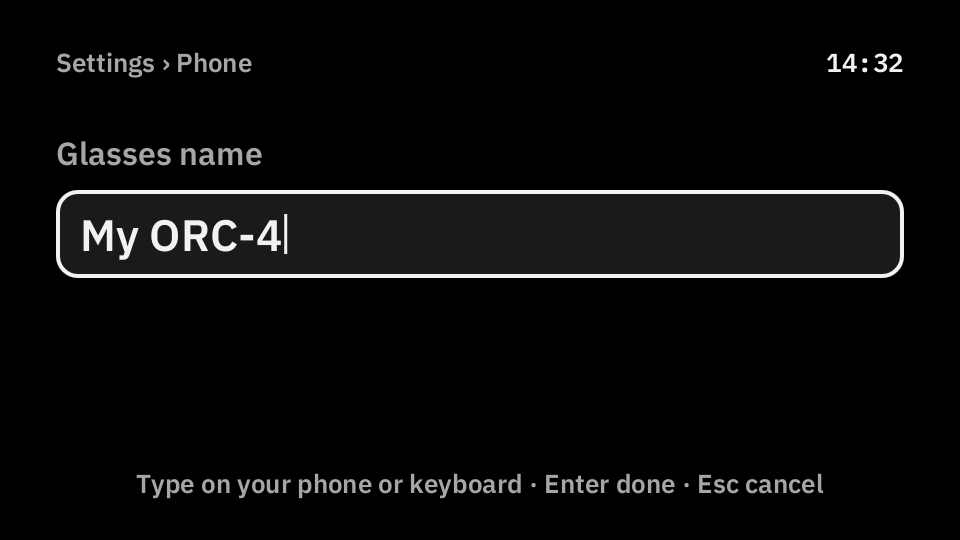 Settings › Phone
14:32
Glasses name
My ORC-4
Type on your phone or keyboard · Enter done · Esc cancel